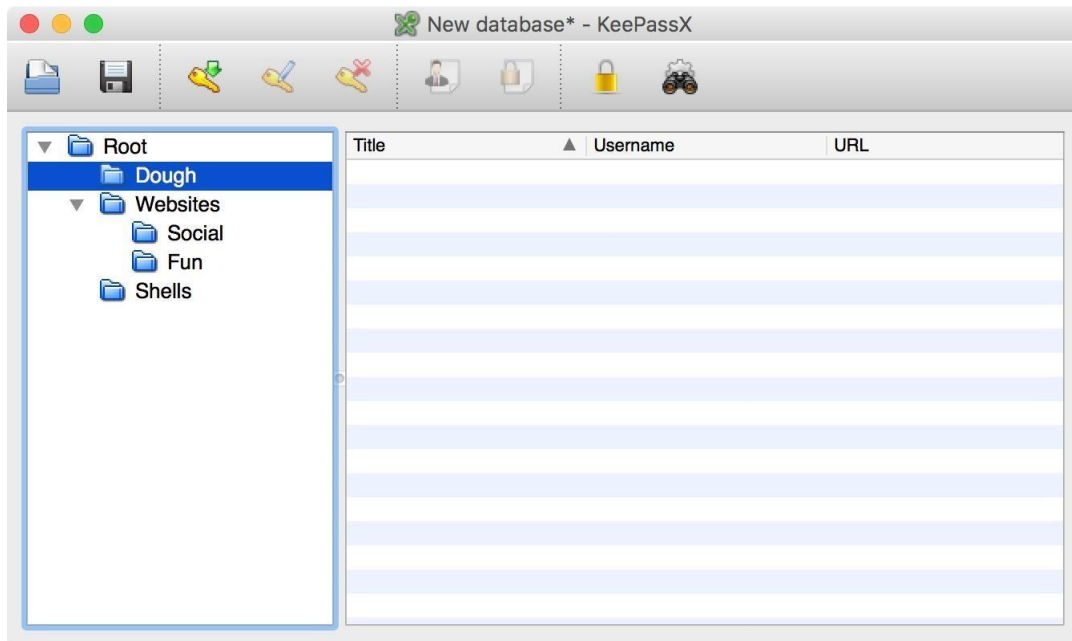 New database* - KeePassX
Root
Dough
Websites
Social
Fun
Shells
Title Username URL